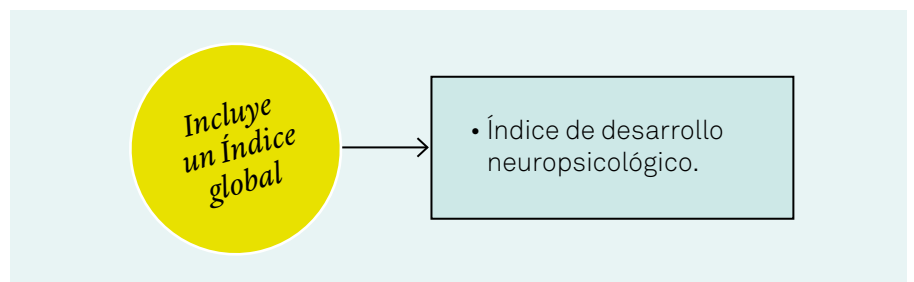 Incluye
un Índice
global
• Índice de desarrollo
neuropsicológico.